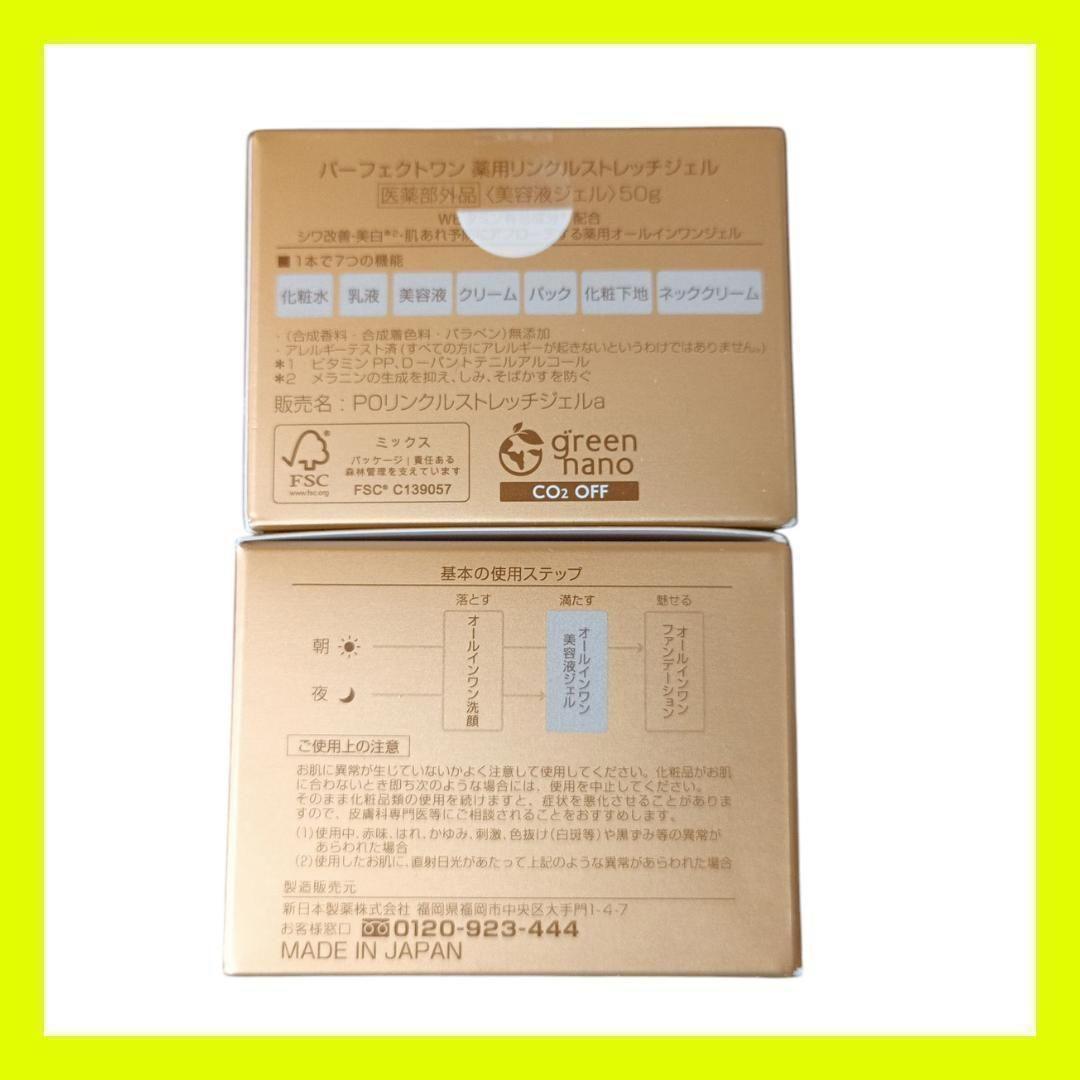 パーフェクトワン 薬用リンクルストレッチジェル
医薬部外品〈美容液ジェル〉50g
配合
シワ改善・美白*2・肌あれ予防にアプローチする薬用オールインワンジェル
■1本で7つの機能
化粧水 乳液 美容液 クリーム パック 化粧下地 ネッククリーム
・(合成香料・合成着色料・パラベン)無添加
・アレルギーテスト済(すべての方にアレルギーが起きないというわけではありません。)
*1 ビタミンPP、D-パントテニルアルコール
*2 メラニンの生成を抑え、しみ、そばかすを防ぐ
販売名:POリンクルストレッチジェルa
FSC®
www.fsc.org
ミックス
パッケージ|責任ある
森林管理を支えています
FSC® C139057
green
nano
CO2 OFF
基本の使用ステップ
落とす 満たす 魅せる
朝
夜
オールインワン洗顔
オールインワン
美容液ジェル
オールインワン
ファンデーション
ご使用上の注意
お肌に異常が生じていないかよく注意して使用してください。化粧品がお肌
に合わないとき即ち次のような場合には、使用を中止してください。
そのまま化粧品類の使用を続けますと、症状を悪化させることがありま
すので、皮膚科専門医等にご相談されることをおすすめします。
(1)使用中、赤味、はれ、かゆみ、刺激、色抜け(白斑等)や黒ずみ等の異常が
あらわれた場合
(2)使用したお肌に、直射日光があたって上記のような異常があらわれた場合
製造販売元
新日本製薬株式会社 福岡県福岡市中央区大手門1-4-7
お客様窓口 0120-923-444
MADE IN JAPAN